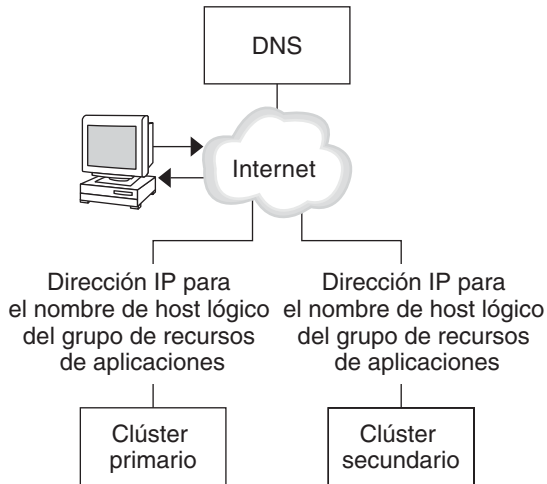 DNS
Internet
Dirección IP para
el nombre de host lógico
del grupo de recursos
de aplicaciones
Dirección IP para
el nombre de host lógico
del grupo de recursos
de aplicaciones
Clúster
primario
Clúster
secundario